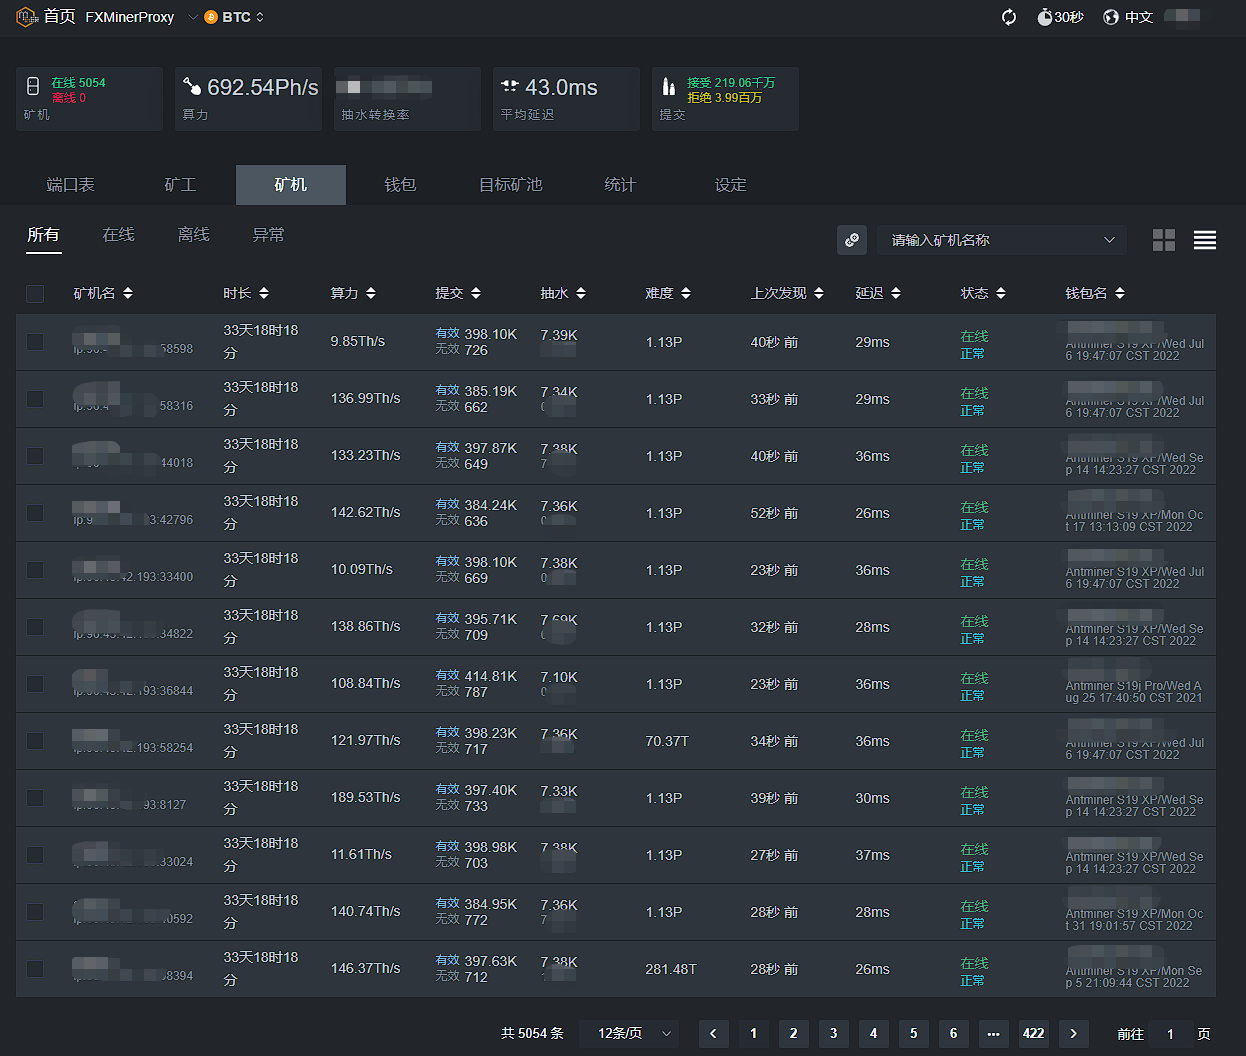 首页 FXMinerProxy BTC 30秒 中文
在线 5054
离线 0
矿机
692.54Ph/s
算力
抽水转换率
43.0ms
平均延迟
接受 219.06千万
拒绝 3.99百万
提交
端口表 矿工 矿机 钱包 目标矿池 统计 设定
所有 在线 离线 异常 请输入矿机名称
矿机名 时长 算力 提交 抽水 难度 上次发现 延迟 状态 钱包名
33天18时18分 9.85Th/s 有效 398.10K 无效 726 7.39K 1.13P 40秒 前 29ms 在线 正常
:58598 Antminer S19 XP/Wed Jul 6 19:47:07 CST 2022
33天18时18分 136.99Th/s 有效 385.19K 无效 662 7.34K 1.13P 33秒 前 29ms 在线 正常
:58316 Antminer S19 XP/Wed Jul 6 19:47:07 CST 2022
33天18时18分 133.23Th/s 有效 397.87K 无效 649 7.38K 1.13P 40秒 前 36ms 在线 正常
:44018 Antminer S19 XP/Wed Sep 14 14:23:27 CST 2022
33天18时18分 142.62Th/s 有效 384.24K 无效 636 7.36K 1.13P 52秒 前 26ms 在线 正常
3:42796 Antminer S19 XP/Mon Oct 17 13:13:09 CST 2022
33天18时18分 10.09Th/s 有效 398.10K 无效 669 7.38K 1.13P 23秒 前 36ms 在线 正常
.42.193:33400 Antminer S19 XP/Wed Jul 6 19:47:07 CST 2022
33天18时18分 138.86Th/s 有效 395.71K 无效 709 7.69K 1.13P 32秒 前 28ms 在线 正常
:34822 Antminer S19 XP/Wed Sep 14 14:23:27 CST 2022
33天18时18分 108.84Th/s 有效 414.81K 无效 787 7.10K 1.13P 23秒 前 36ms 在线 正常
.193:36844 Antminer S19j Pro/Wed Aug 25 17:40:50 CST 2021
33天18时18分 121.97Th/s 有效 398.23K 无效 717 7.36K 70.37T 34秒 前 36ms 在线 正常
.193:58254 Antminer S19 XP/Wed Jul 6 19:47:07 CST 2022
33天18时18分 189.53Th/s 有效 397.40K 无效 733 7.33K 1.13P 39秒 前 30ms 在线 正常
93:8127 Antminer S19 XP/Wed Sep 14 14:23:27 CST 2022
33天18时18分 11.61Th/s 有效 398.98K 无效 703 7.38K 1.13P 27秒 前 37ms 在线 正常
:33024 Antminer S19 XP/Wed Sep 14 14:23:27 CST 2022
33天18时18分 140.74Th/s 有效 384.95K 无效 772 7.36K 1.13P 28秒 前 28ms 在线 正常
0592 Antminer S19 XP/Mon Oct 31 19:01:57 CST 2022
33天18时18分 146.37Th/s 有效 397.63K 无效 712 7.38K 281.48T 28秒 前 26ms 在线 正常
8394 Antminer S19 XP/Mon Sep 5 21:09:44 CST 2022
共 5054 条 12条/页 1 2 3 4 5 6 ••• 422 前往 1 页